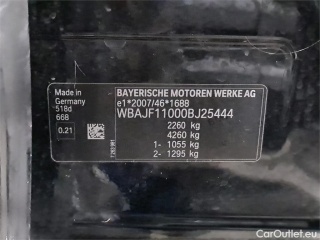 Made in
Germany
518d
668
0.21
BAYERISCHE MOTOREN WERKE AG
e1*2007/46*1688
WBAJF11000BJ25444
2260 kg
4260 kg
1- 1055 kg
2- 1295 kg
CarOutlet.eu